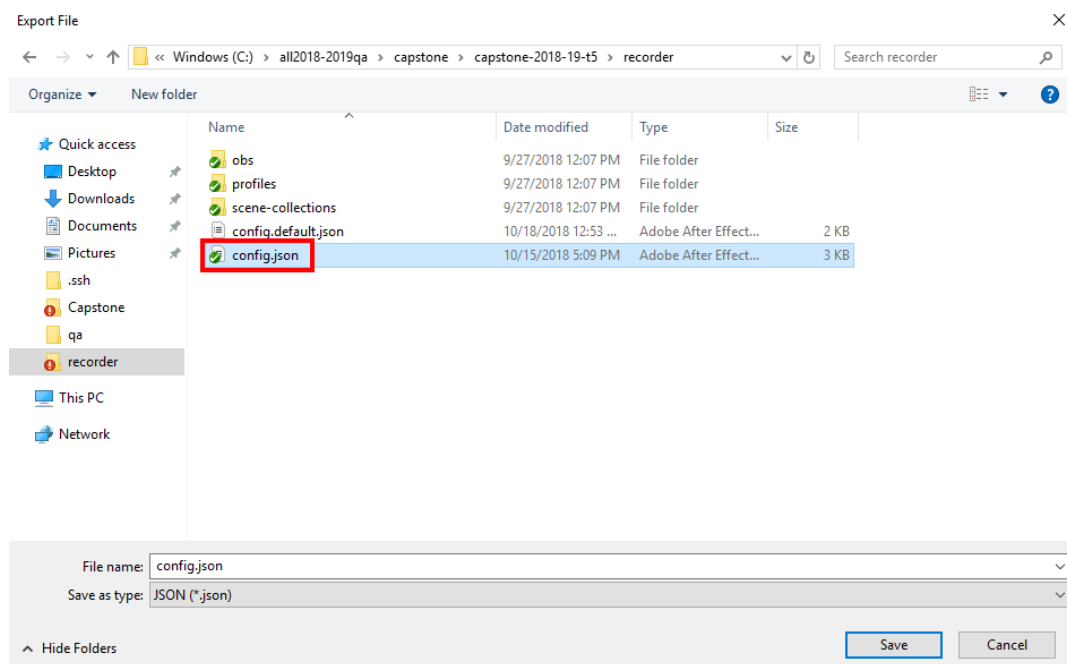 Export File
« Windows (C:) › all2018-2019qa › capstone › capstone-2018-19-t5 › recorder
Search recorder
Organize
New folder
Name Date modified Type Size
Quick access
Desktop
Downloads
Documents
Pictures
.ssh
Capstone
qa
recorder
This PC
Network
obs 9/27/2018 12:07 PM File folder
profiles 9/27/2018 12:07 PM File folder
scene-collections 9/27/2018 12:07 PM File folder
config.default.json 10/18/2018 12:53 ... Adobe After Effect... 2 KB
config.json 10/15/2018 5:09 PM Adobe After Effect... 3 KB
File name: config.json
Save as type: JSON (*.json)
Hide Folders
Save
Cancel